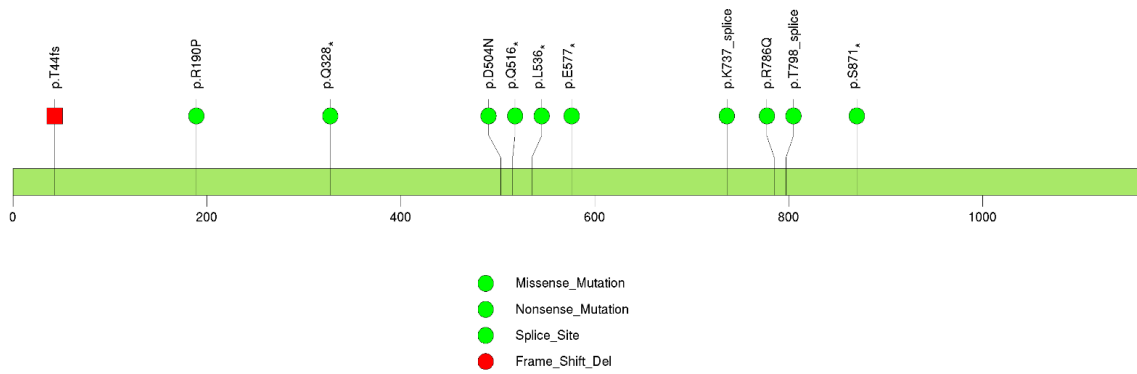 p.T44fs
p.R190P
p.Q328*
p.D504N
p.Q516*
p.L536*
p.E577*
p.K737_splice
p.R786Q
p.T798_splice
p.S871*
0 200 400 600 800 1000
Missense_Mutation
Nonsense_Mutation
Splice_Site
Frame_Shift_Del